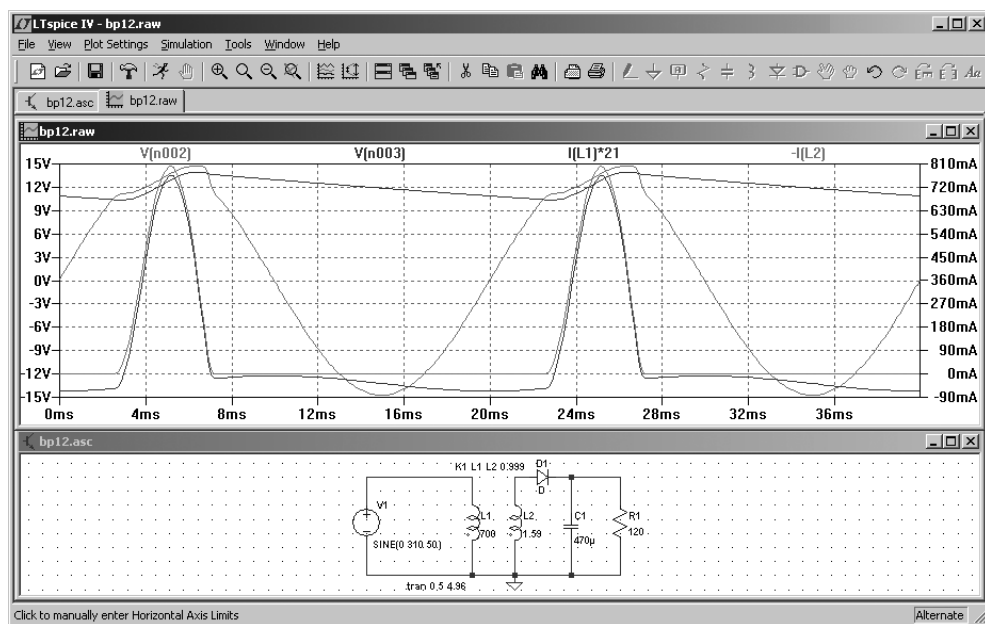 LTspice IV - bp12.raw
File View Plot Settings Simulation Tools Window Help
bp12.asc bp12.raw
bp12.raw
V(n002) V(n003) I(L1)*21 -I(L2)
15V 810mA
12V 720mA
9V 630mA
6V 540mA
3V 450mA
0V 360mA
-3V 270mA
-6V 180mA
-9V 90mA
-12V 0mA
-15V -90mA
0ms 4ms 8ms 12ms 16ms 20ms 24ms 28ms 32ms 36ms
bp12.asc
K1 L1 L2 0.999 D1
D
V1 L1 L2 C1 R1
700 1.59 470µ 120
SINE(0 310 50)
.tran 0 5 4.96
Click to manually enter Horizontal Axis Limits Alternate